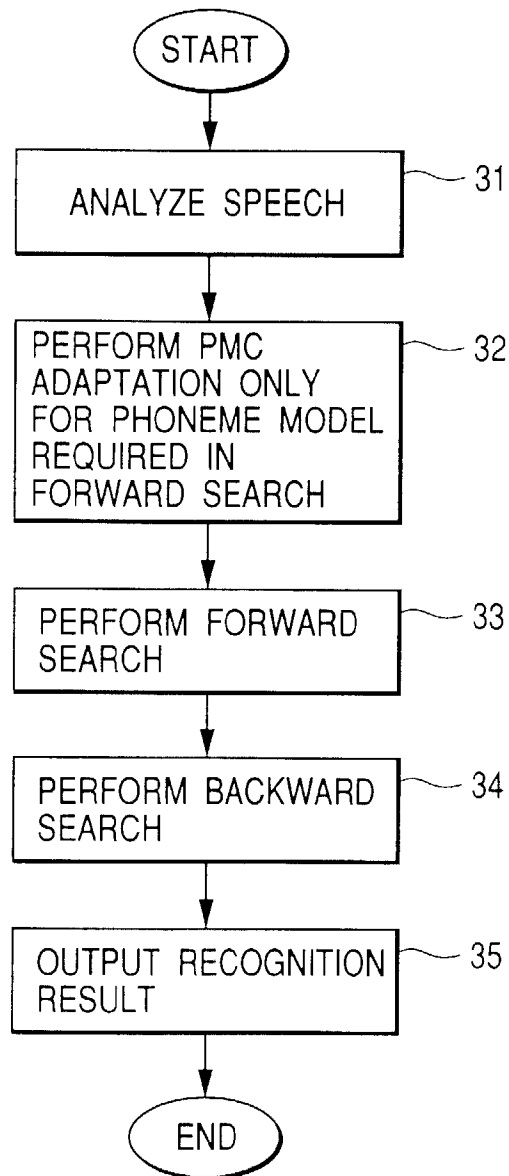 START
ANALYZE SPEECH
31
PERFORM PMC
ADAPTATION ONLY
FOR PHONEME MODEL
REQUIRED IN
FORWARD SEARCH
32
PERFORM FORWARD
SEARCH
33
PERFORM BACKWARD
SEARCH
34
OUTPUT RECOGNITION
RESULT
35
END